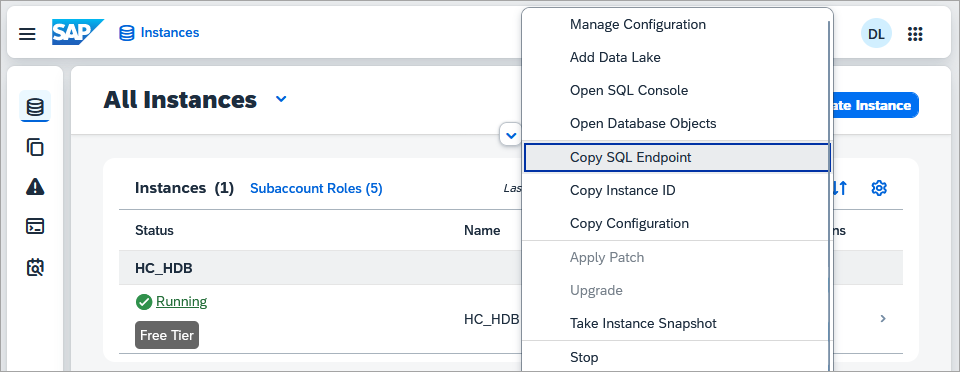 SAP
Instances
DL
All Instances
ate Instance
Instances (1)
Subaccount Roles (5)
Las
Status
Name
ns
HC_HDB
Running
Free Tier
HC_HDB
Manage Configuration
Add Data Lake
Open SQL Console
Open Database Objects
Copy SQL Endpoint
Copy Instance ID
Copy Configuration
Apply Patch
Upgrade
Take Instance Snapshot
Stop